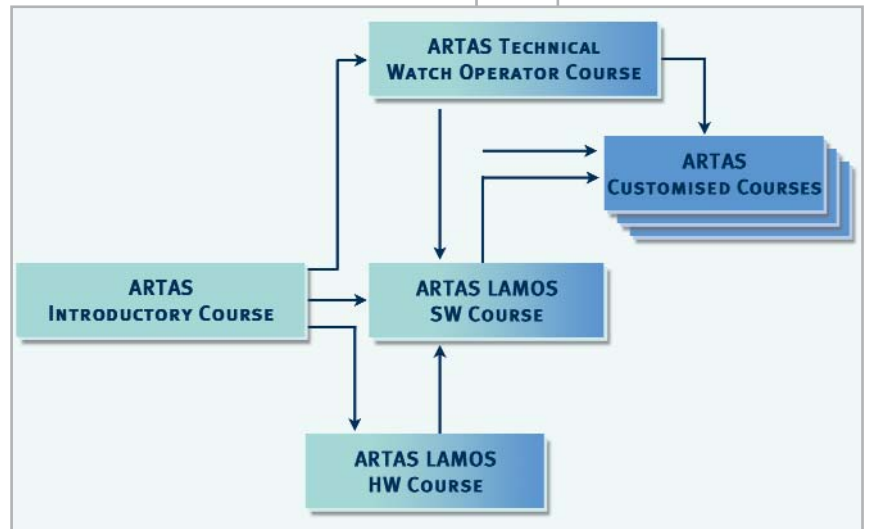 ARTAS TECHNICAL
WATCH OPERATOR COURSE
ARTAS
CUSTOMISED COURSES
ARTAS
INTRODUCTORY COURSE
ARTAS LAMOS
SW COURSE
ARTAS LAMOS
HW COURSE